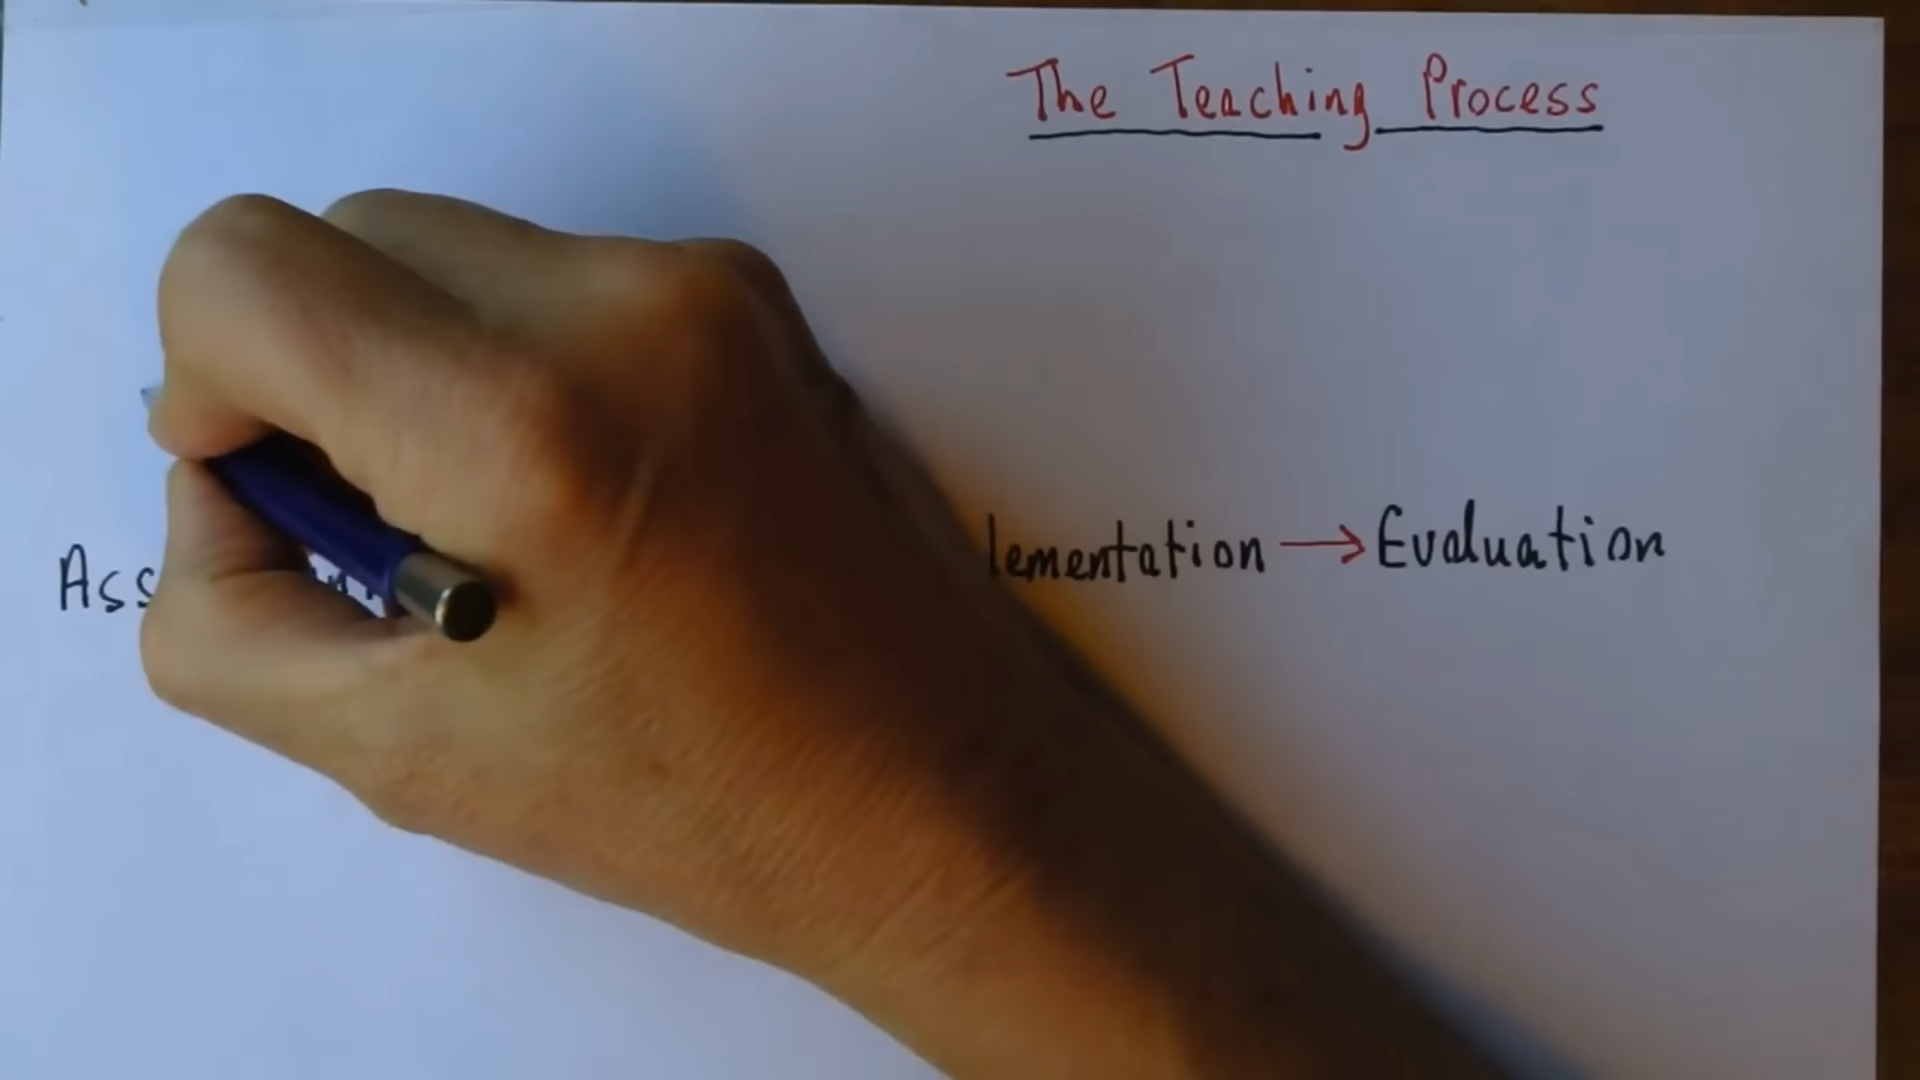 The Teaching Process
Ass lementation → Evaluation